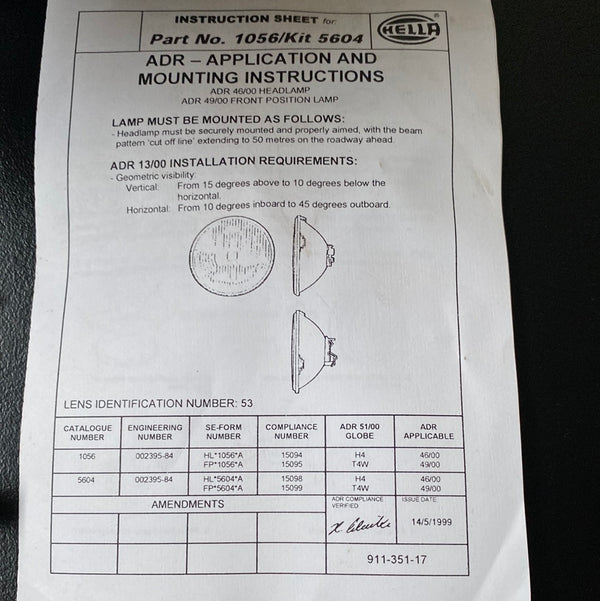 INSTRUCTION SHEET for:
Part No. 1056/Kit 5604
HELLA
ADR – APPLICATION AND
MOUNTING INSTRUCTIONS
ADR 46/00 HEADLAMP
ADR 49/00 FRONT POSITION LAMP
LAMP MUST BE MOUNTED AS FOLLOWS:
- Headlamp must be securely mounted and properly aimed, with the beam
pattern 'cut off line' extending to 50 metres on the roadway ahead.
ADR 13/00 INSTALLATION REQUIREMENTS:
- Geometric visibility:
Vertical: From 15 degrees above to 10 degrees below the
horizontal.
Horizontal: From 10 degrees inboard to 45 degrees outboard.
LENS IDENTIFICATION NUMBER: 53
CATALOGUE NUMBER ENGINEERING NUMBER SE-FORM NUMBER COMPLIANCE NUMBER ADR 51/00 GLOBE ADR APPLICABLE
1056 002395-84 HL*1056*A 15094 H4 46/00
FP*1056*A 15095 T4W 49/00
5604 002395-84 HL*5604*A 15098 H4 46/00
FP*5604*A 15099 T4W 49/00
AMENDMENTS
ADR COMPLIANCE
VERIFIED
ISSUE DATE:
14/5/1999
911-351-17